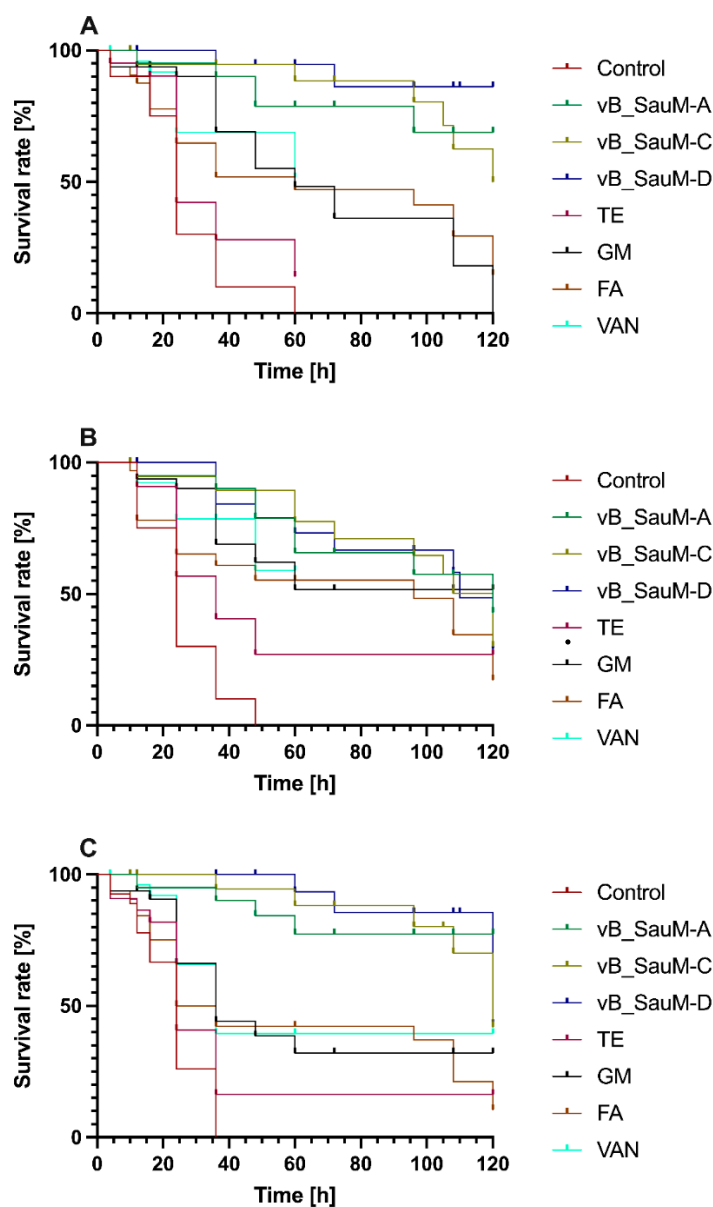 A
Survival rate [%]
100
50
0
0 20 40 60 80 100 120
Time [h]
Control
vB_SauM-A
vB_SauM-C
vB_SauM-D
TE
GM
FA
VAN
B
Survival rate [%]
100
50
0
0 20 40 60 80 100 120
Time [h]
Control
vB_SauM-A
vB_SauM-C
vB_SauM-D
TE
GM
FA
VAN
C
Survival rate [%]
100
50
0
0 20 40 60 80 100 120
Time [h]
Control
vB_SauM-A
vB_SauM-C
vB_SauM-D
TE
GM
FA
VAN